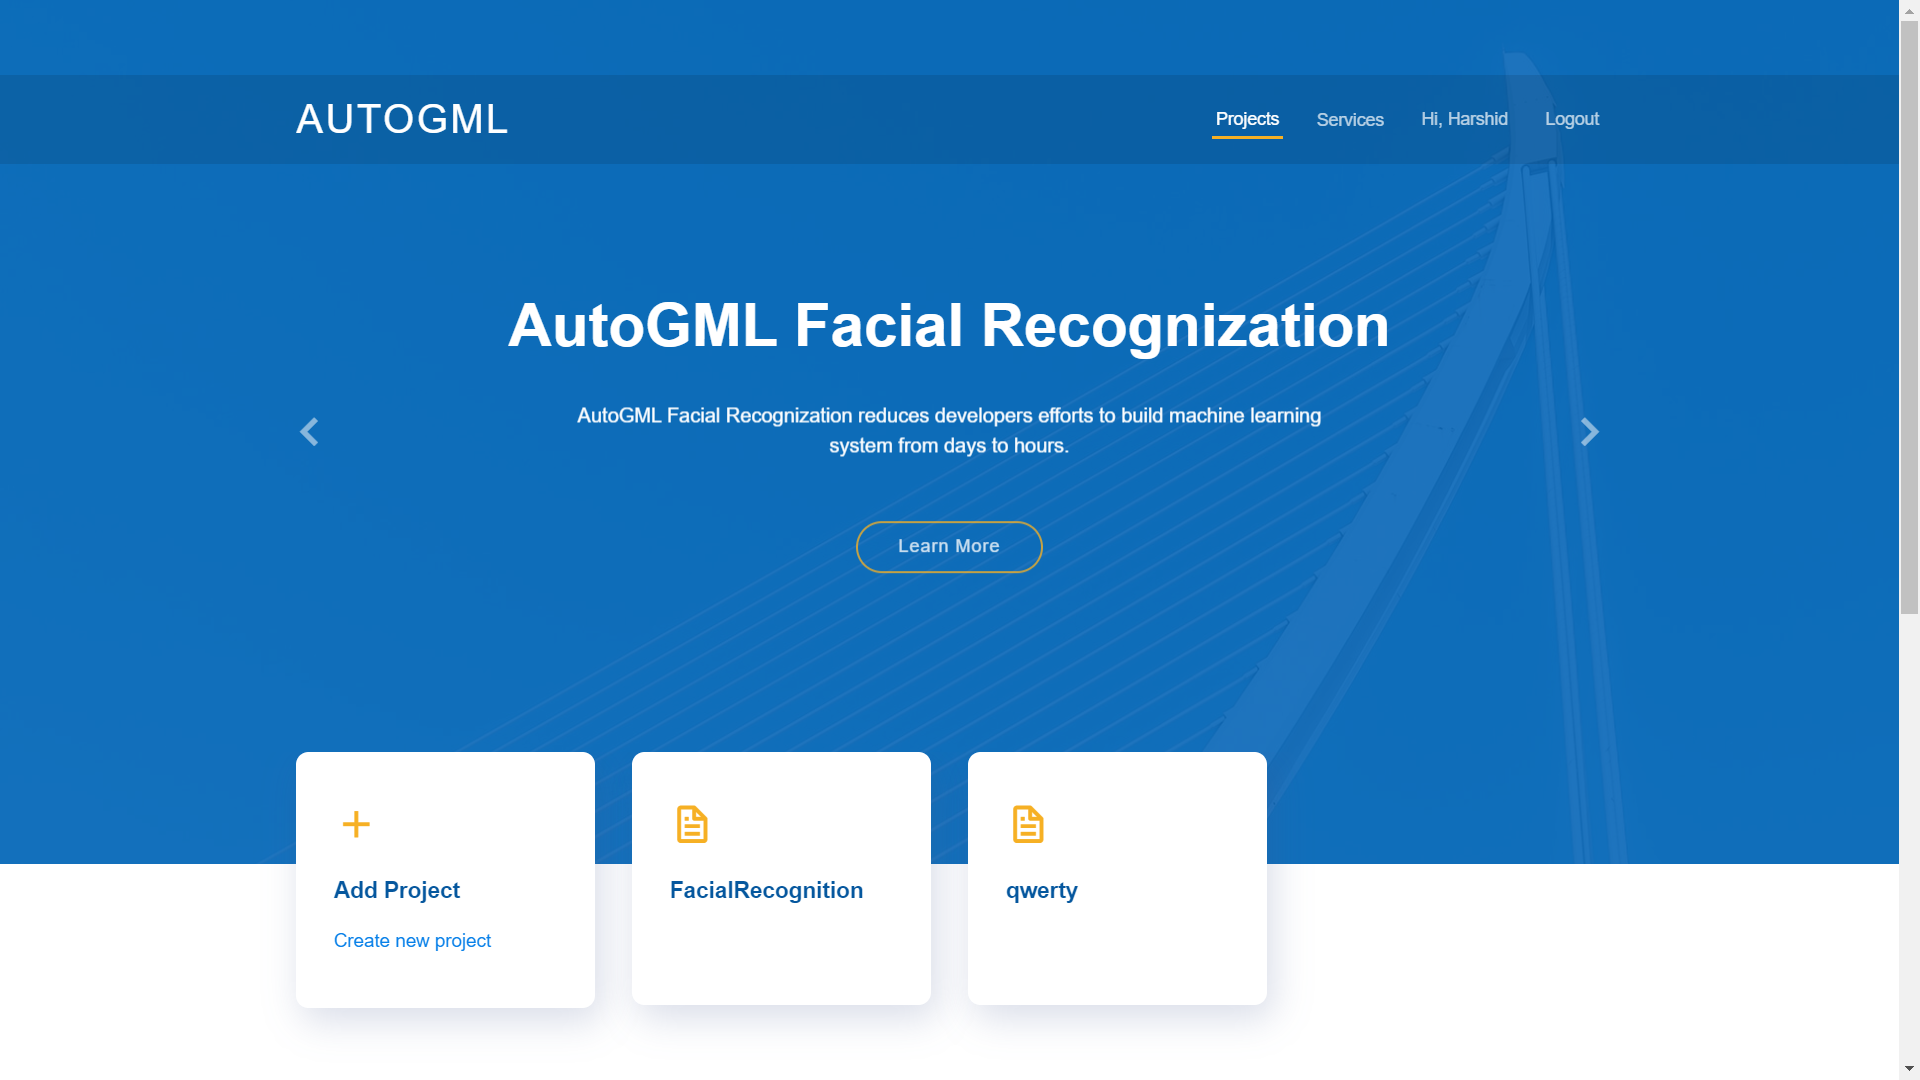 AUTOGML
Projects
Services
Hi, Harshid
Logout
AutoGML Facial Recognization
AutoGML Facial Recognization reduces developers efforts to build machine learning
system from days to hours.
Learn More
Add Project
Create new project
FacialRecognition
qwerty